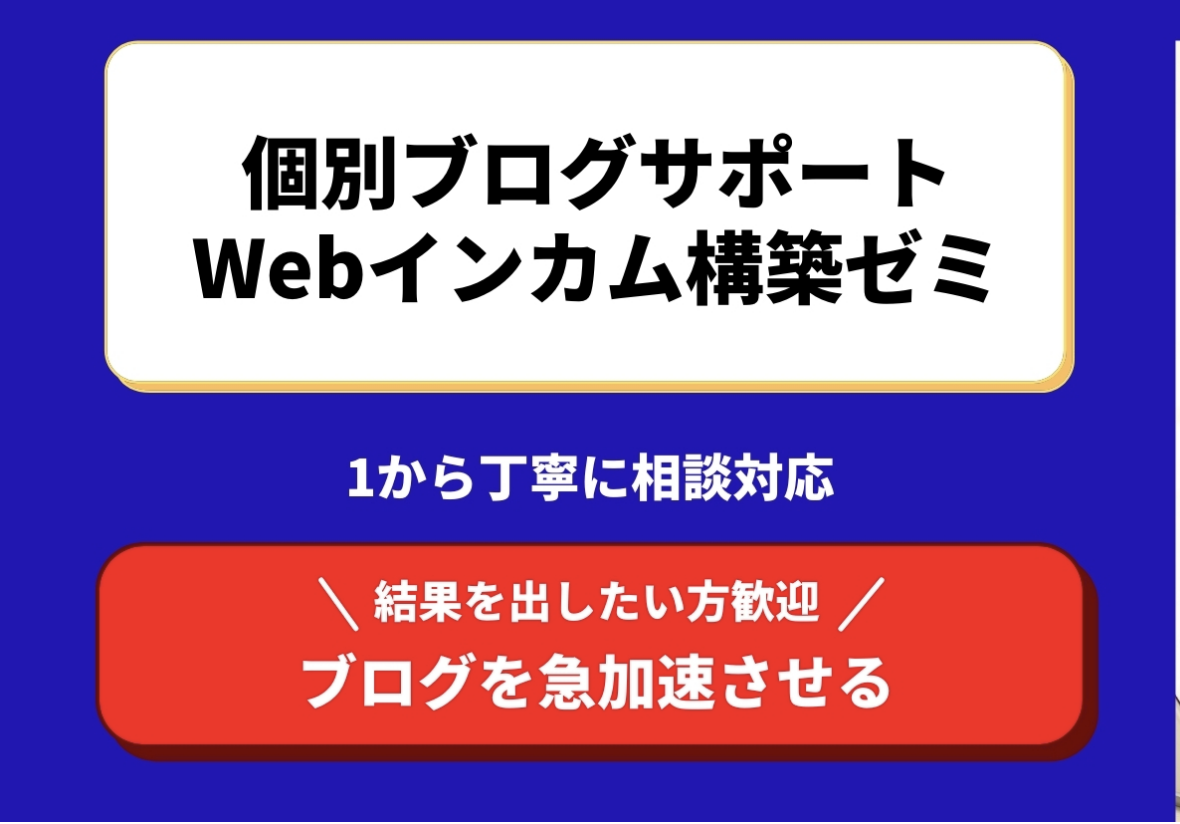 個別ブログサポート
Webインカム構築ゼミ
1から丁寧に相談対応
\ 結果を出したい方歓迎 /
ブログを急加速させる